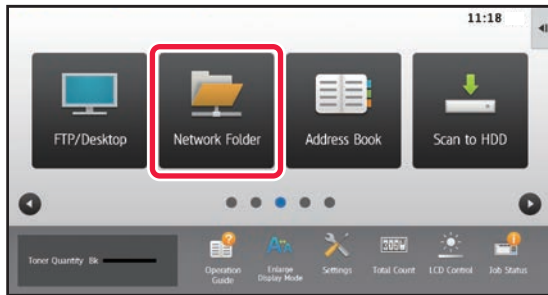 11:18
FTP/Desktop
Network Folder
Address Book
Scan to HDD
Toner Quantity Bk
Operation Guide
Enlarge Display Mode
Settings
Total Count
LCD Control
Job Status